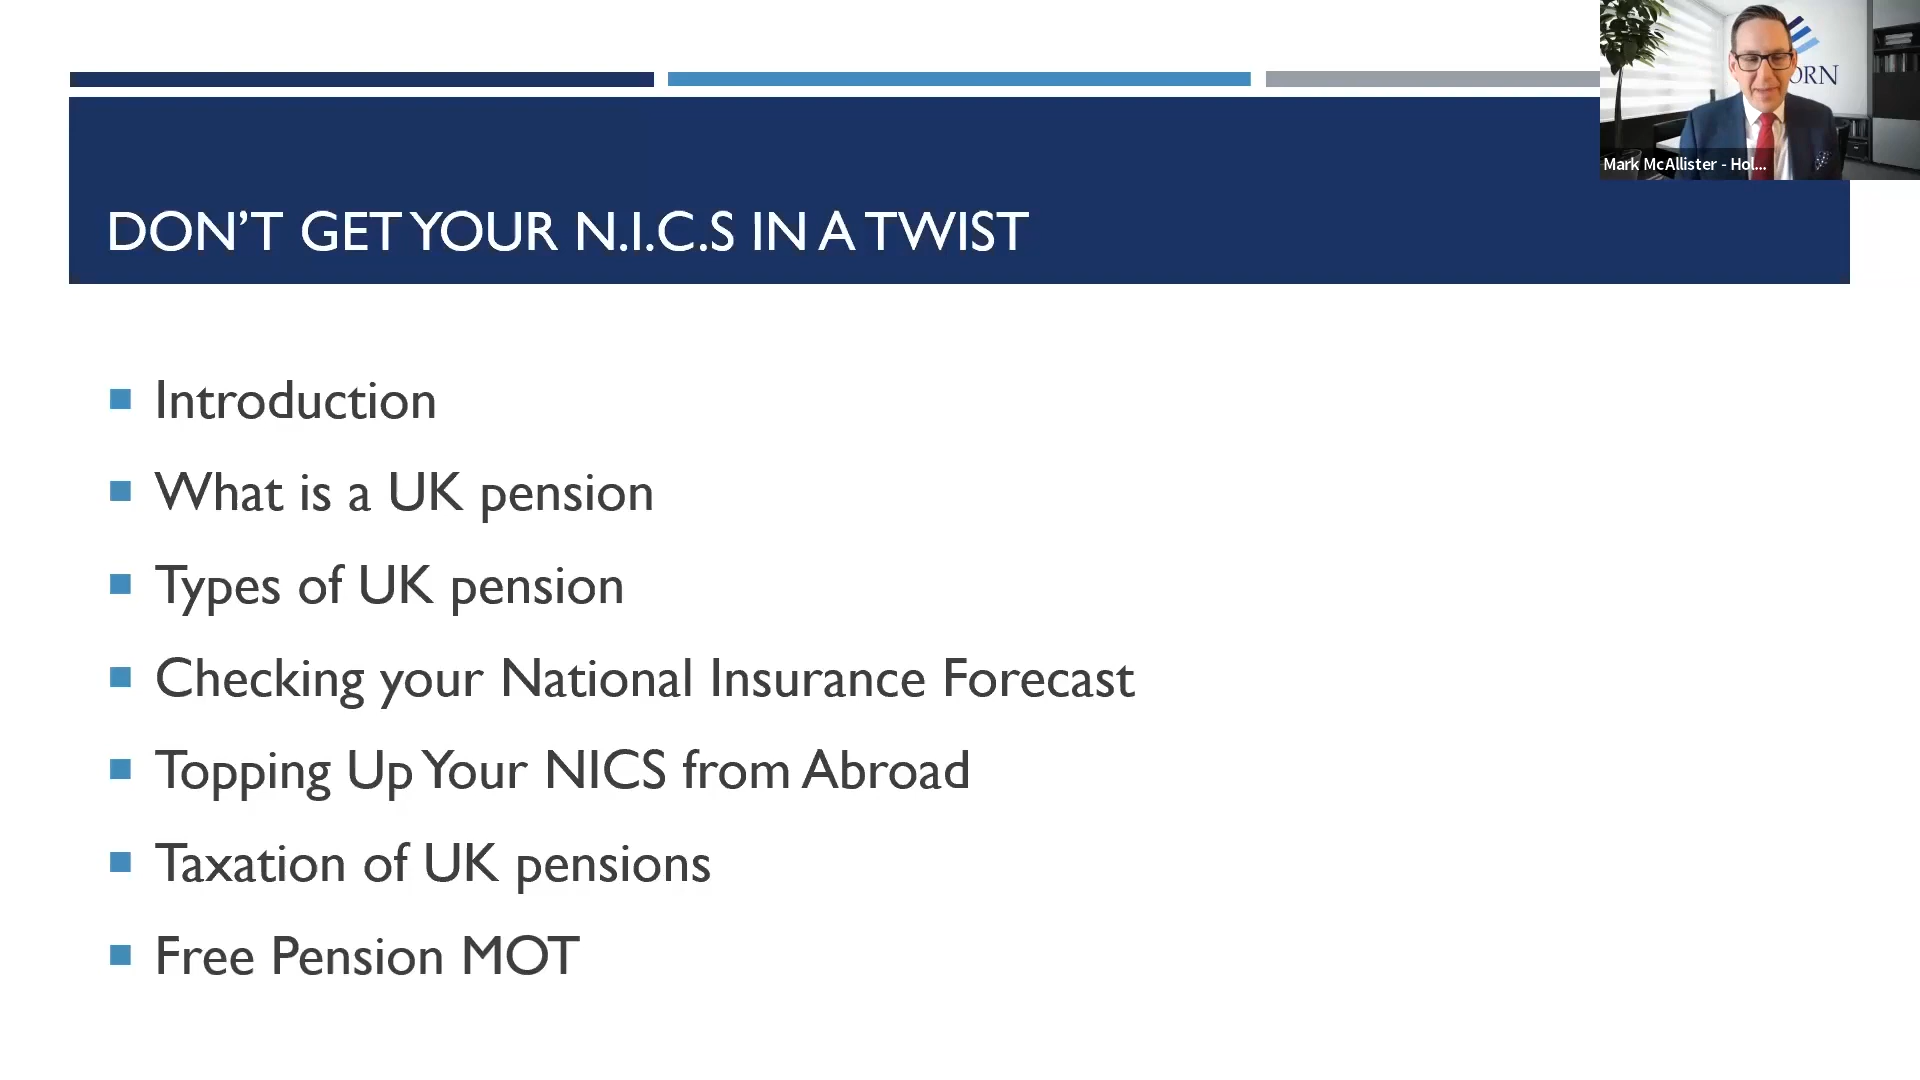 DON'T GET YOUR N.I.C.S IN A TWIST
ORN
Mark McAllister - Hol...
Introduction
What is a UK pension
Types of UK pension
Checking your National Insurance Forecast
Topping Up Your NICS from Abroad
Taxation of UK pensions
Free Pension MOT